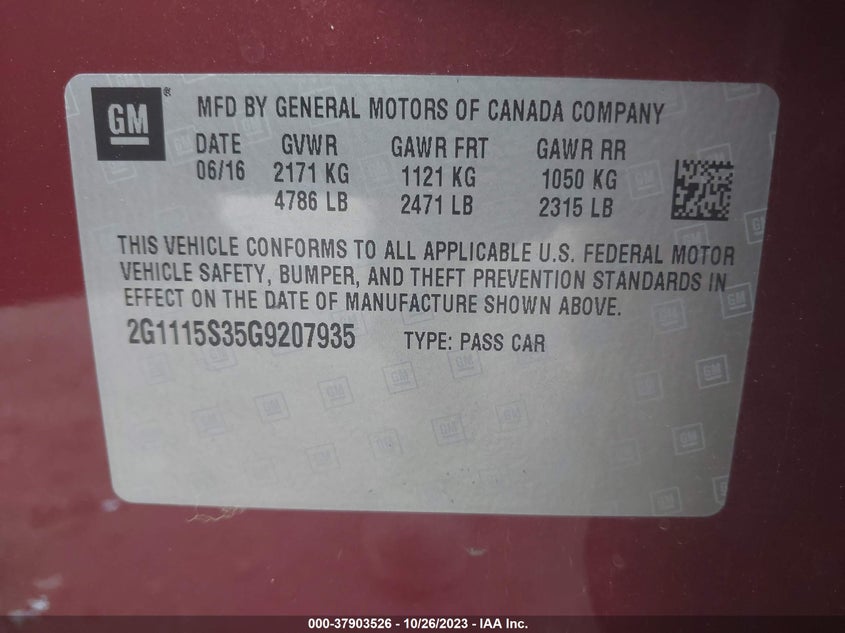 GM® MFD BY GENERAL MOTORS OF CANADA COMPANY
DATE GVWR GAWR FRT GAWR RR
06/16 2171 KG 1121 KG 1050 KG
4786 LB 2471 LB 2315 LB
THIS VEHICLE CONFORMS TO ALL APPLICABLE U.S. FEDERAL MOTOR
VEHICLE SAFETY, BUMPER, AND THEFT PREVENTION STANDARDS IN
EFFECT ON THE DATE OF MANUFACTURE SHOWN ABOVE.
2G1115S35G9207935 TYPE: PASS CAR
000-37903526 - 10/26/2023 - IAA Inc.